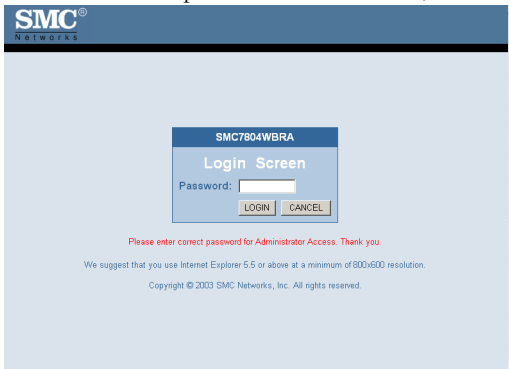 SMC®
Networks
SMC7804WBRA
Login Screen
Password:
LOGIN CANCEL
Please enter correct password for Administrator Access. Thank you.
We suggest that you use Internet Explorer 5.5 or above at a minimum of 800x600 resolution.
Copyright © 2003 SMC Networks, Inc. All rights reserved.